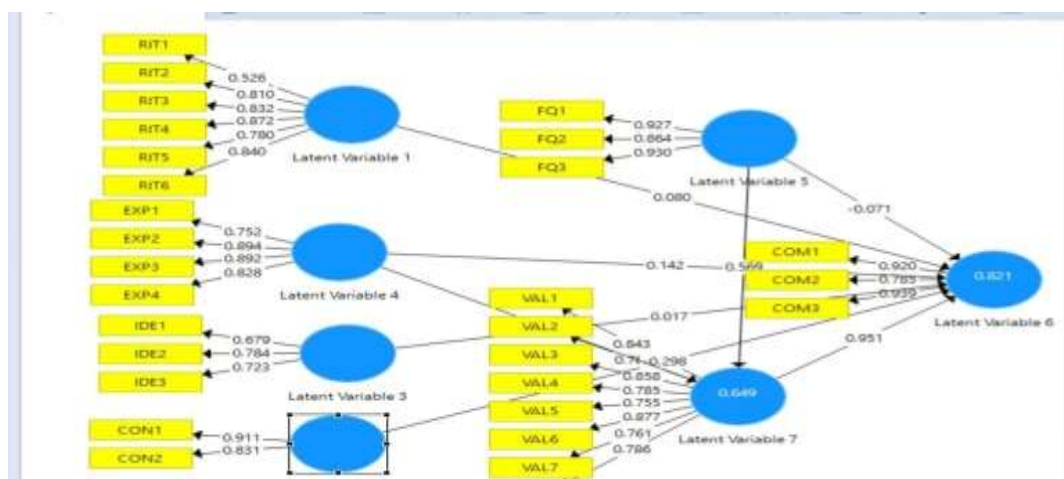 RIT1
RIT2
RIT3
RIT4
RIT5
RIT6
0.526
0.810
0.832
0.872
0.780
0.840
Latent Variable 1
EXP1
EXP2
EXP3
EXP4
0.752
0.894
0.892
0.828
Latent Variable 4
IDE1
IDE2
IDE3
0.679
0.784
0.723
Latent Variable 3
CON1
CON2
0.911
0.831
FQ1
FQ2
FQ3
0.927
0.864
0.930
Latent Variable 5
0.080
-0.071
0.142
0.569
0.017
0.951
COM1
COM2
COM3
0.920
0.785
0.939
0.821
Latent Variable 6
VAL1
VAL2
VAL3
VAL4
VAL5
VAL6
VAL7
0.843
0.298
0.858
0.785
0.755
0.877
0.761
0.786
0.649
Latent Variable 7